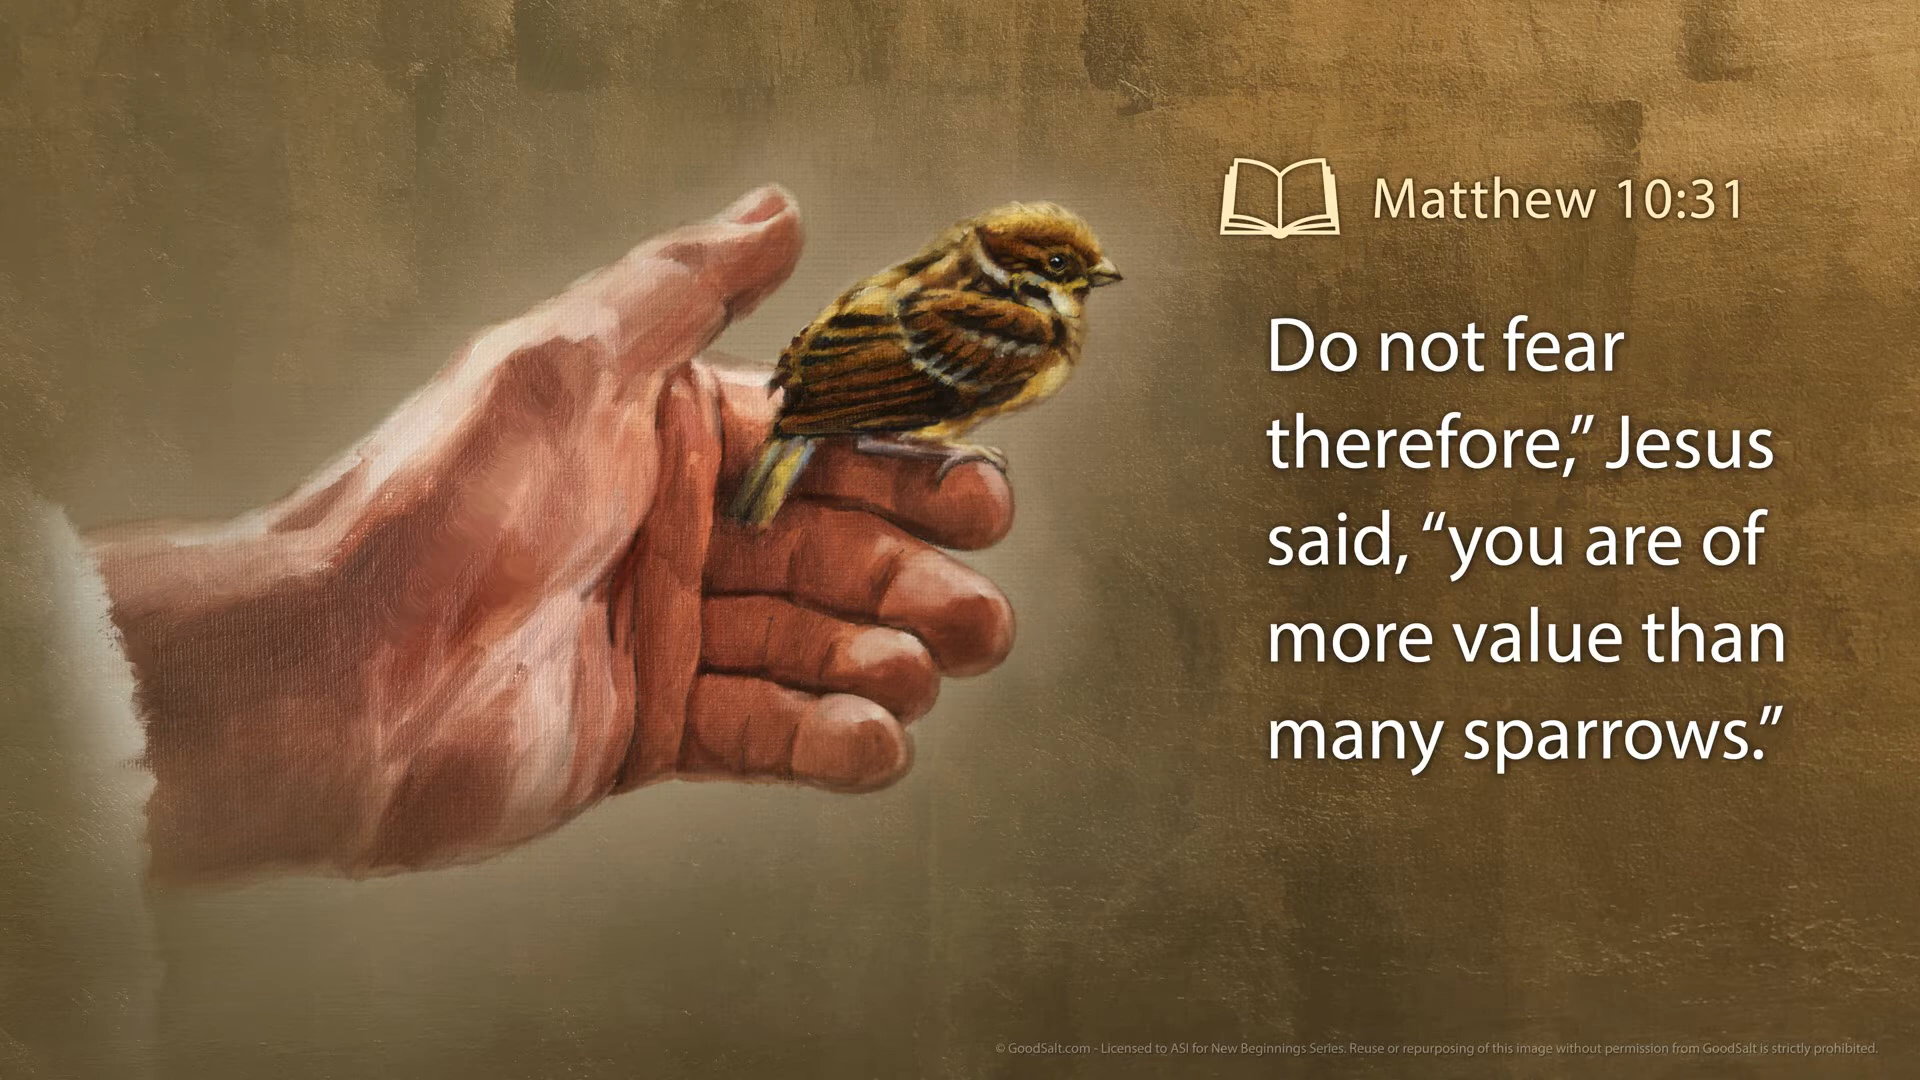 Matthew 10:31
Do not fear
therefore,” Jesus
said, “you are of
more value than
many sparrows.”
© GoodSalt.com - Licensed to ASI for New Beginnings Series. Reuse or repurposing of this image without permission from GoodSalt is strictly prohibited.